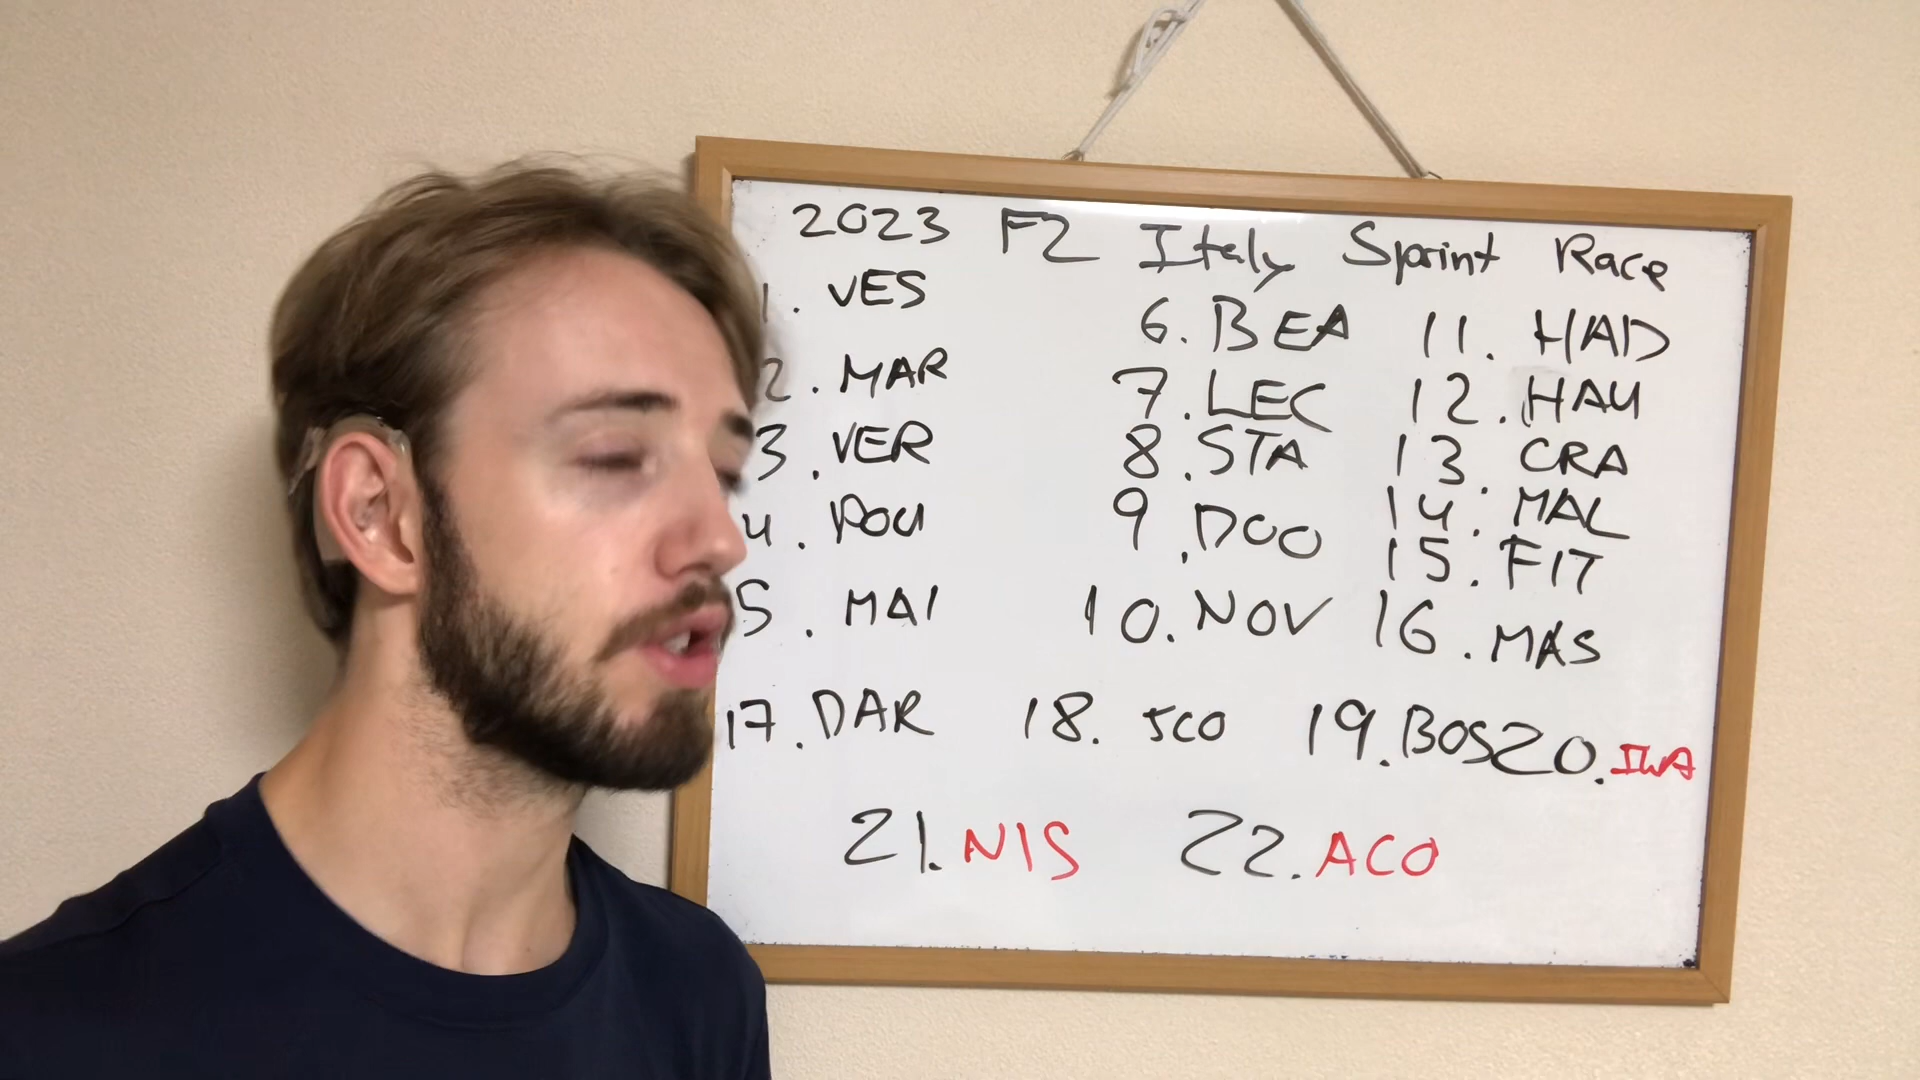 2023 F2 Italy Sprint Race
1. VES
2. MAR
3. VER
4. POU
5. MAI
6. BEA
7. LEC
8. STA
9. DOO
10. NOV
11. HAD
12. HAU
13. CRA
14. MAL
15. FIT
16. MAS
17. DAR
18. JCO
19. BOS
20. IWA
21. NIS
22. ACO